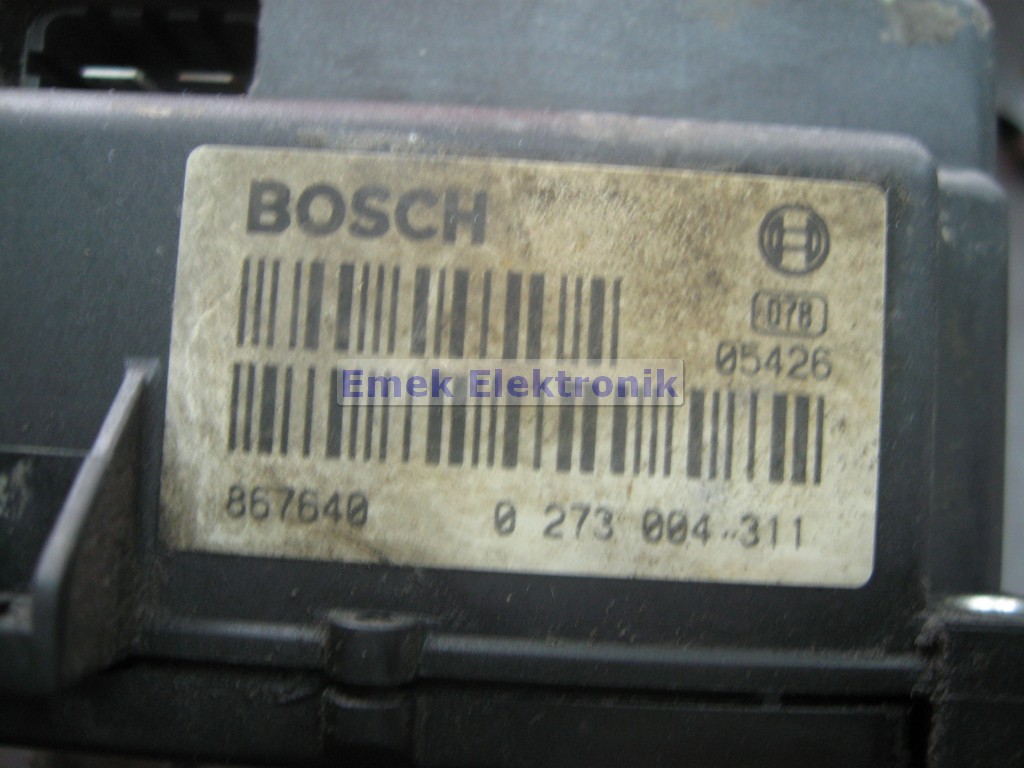 BOSCH
078
05426
Emek Elektronik
867640 0 273 004 311